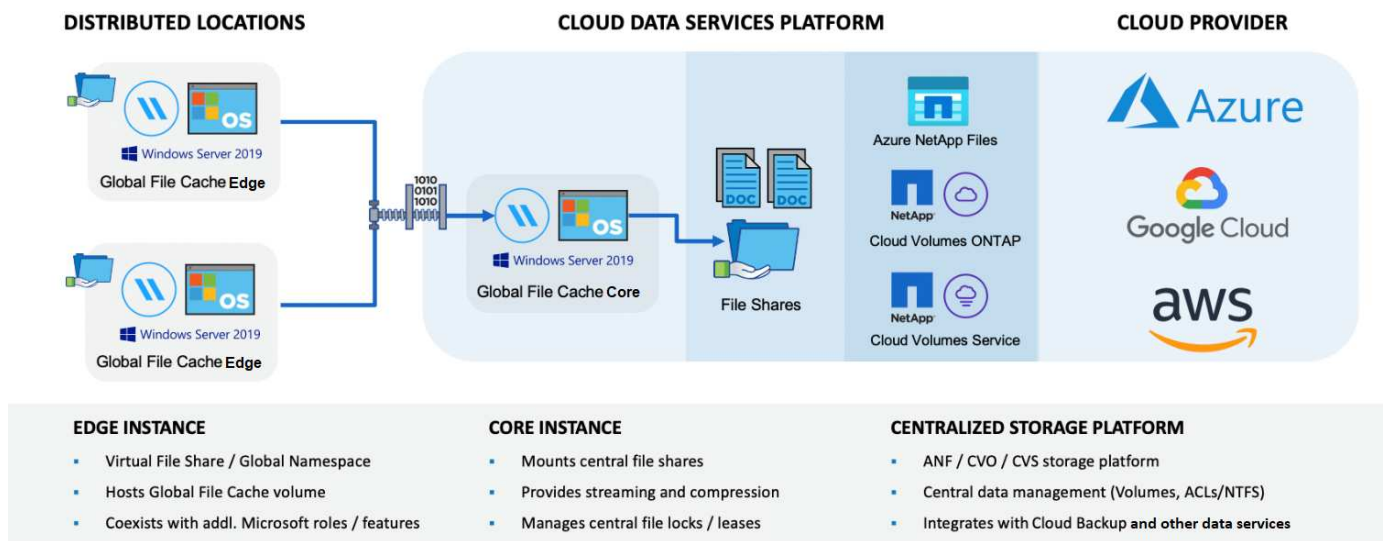 DISTRIBUTED LOCATIONS
CLOUD DATA SERVICES PLATFORM
CLOUD PROVIDER
OS
Windows Server 2019
Global File Cache Edge
OS
Windows Server 2019
Global File Cache Edge
1010
0101
1010
OS
Windows Server 2019
Global File Cache Core
DOC
DOC
File Shares
Azure NetApp Files
NetApp
Cloud Volumes ONTAP
NetApp
Cloud Volumes Service
Azure
Google Cloud
aws
EDGE INSTANCE
▪ Virtual File Share / Global Namespace
▪ Hosts Global File Cache volume
▪ Coexists with addl. Microsoft roles / features
CORE INSTANCE
▪ Mounts central file shares
▪ Provides streaming and compression
▪ Manages central file locks / leases
CENTRALIZED STORAGE PLATFORM
▪ ANF / CVO / CVS storage platform
▪ Central data management (Volumes, ACLs/NTFS)
▪ Integrates with Cloud Backup and other data services